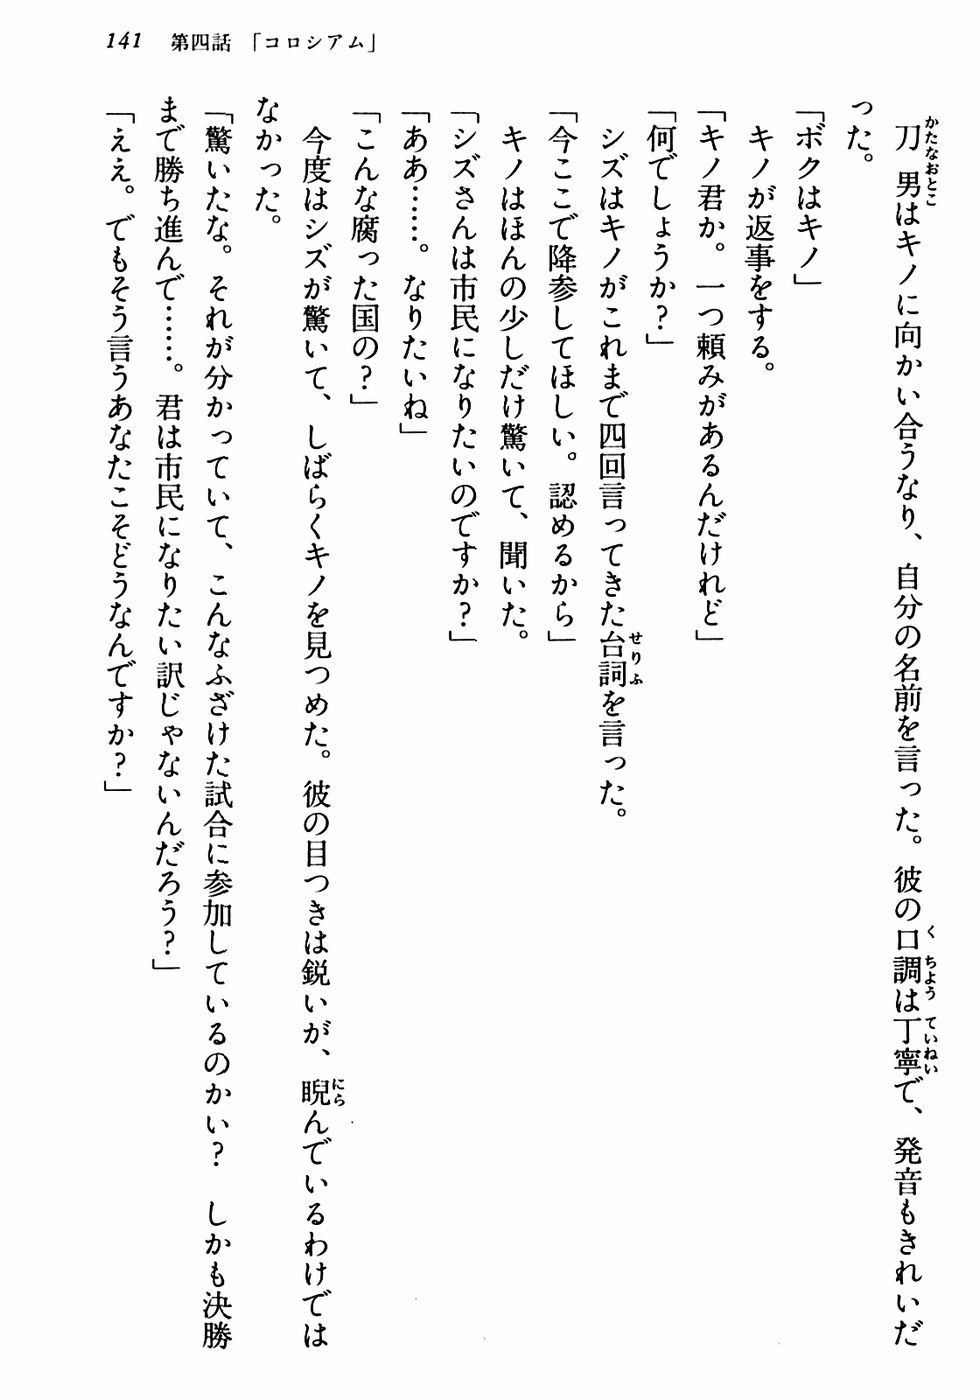 141 第四話 「コロシアム」
刀男はキノに向かい合うなり、自分の名前を言った。彼の口調は丁寧で、発音もきれいだ
った。
「ボクはキノ」
キノが返事をする。
「キノ君か。一つ頼みがあるんだけれど」
「何でしょうか？」
シズはキノがこれまで四回言ってきた台詞を言った。
「今ここで降参してほしい。認めるから」
キノはほんの少しだけ驚いて、聞いた。
「シズさんは市民になりたいのですか？」
「ああ……。なりたいね」
「こんな腐った国の？」
今度はシズが驚いて、しばらくキノを見つめた。彼の目つきは鋭いが、睨んでいるわけでは
なかった。
「驚いたな。それが分かっていて、こんなふざけた試合に参加しているのかい？　しかも決勝
まで勝ち進んで……。君は市民になりたい訳じゃないんだろう？」
「ええ。でもそう言うあなたこそどうなんですか？」